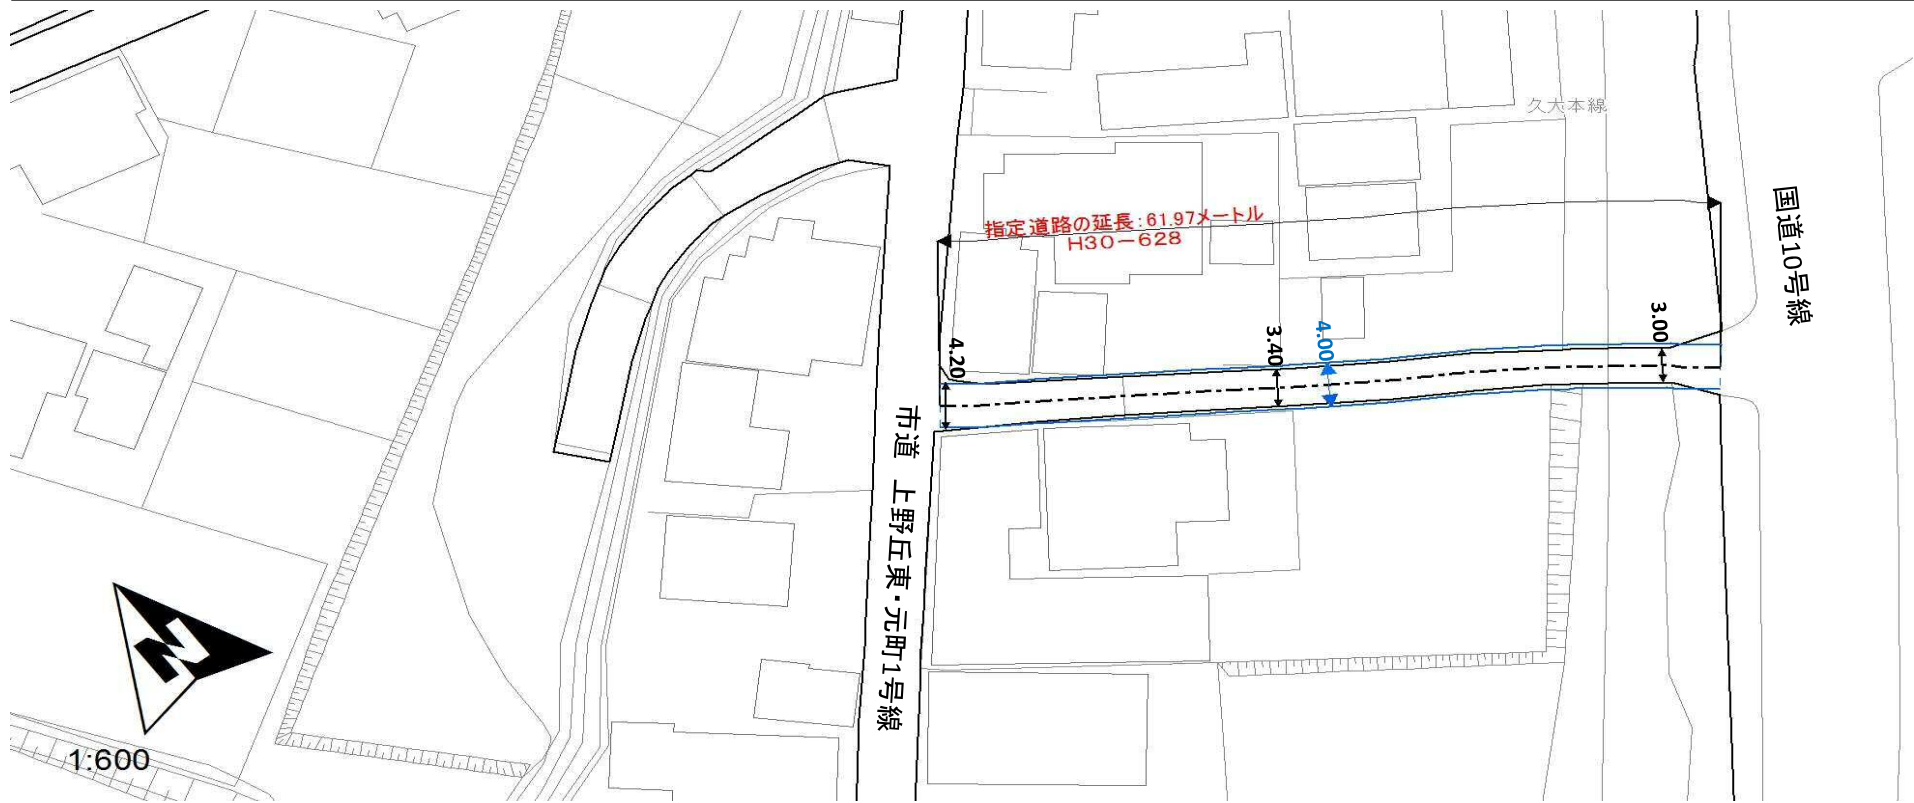 久大本線
国道10号線
指定道路の延長:61.97メートル
H30-628
4.20
3.40
4.00
3.00
市道 上野丘東・元町1号線
N
1:600